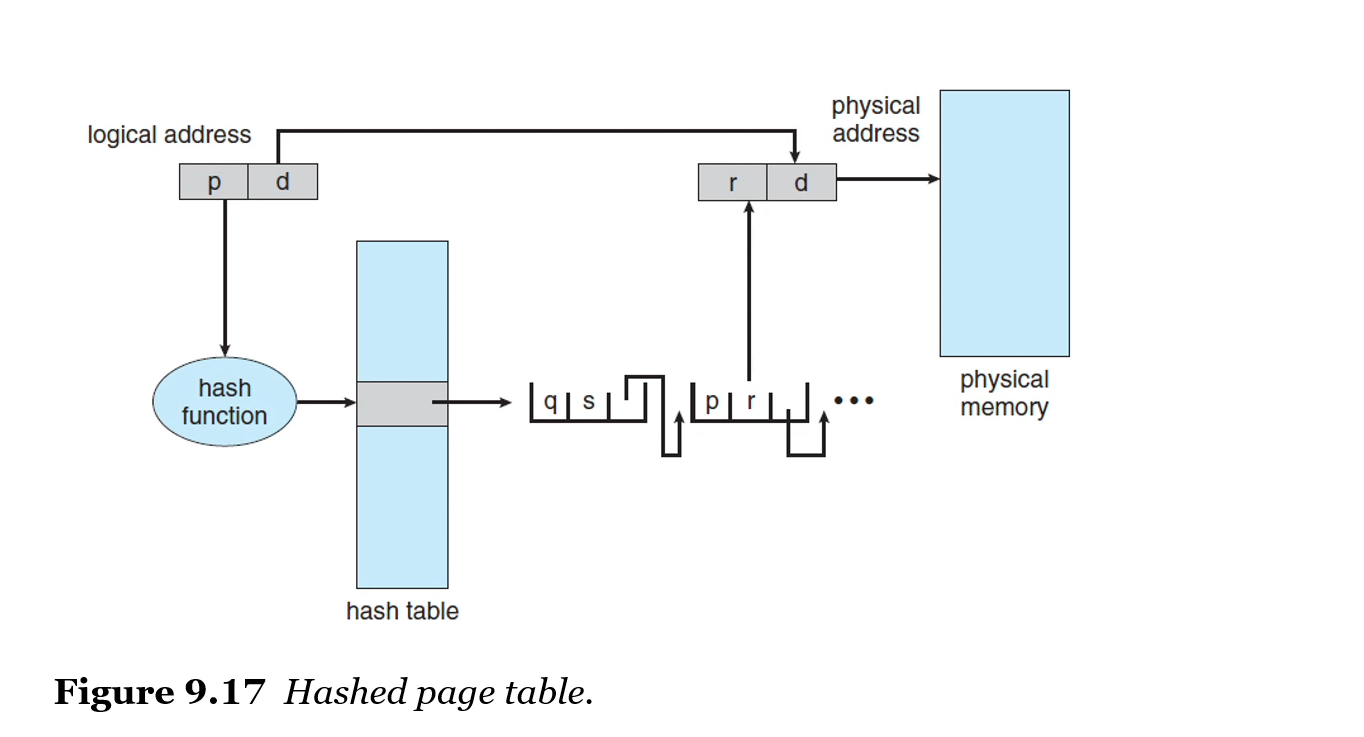 logical address
physical
address
p d
r d
hash
function
q s
p r
•••
physical
memory
hash table
Figure 9.17 Hashed page table.